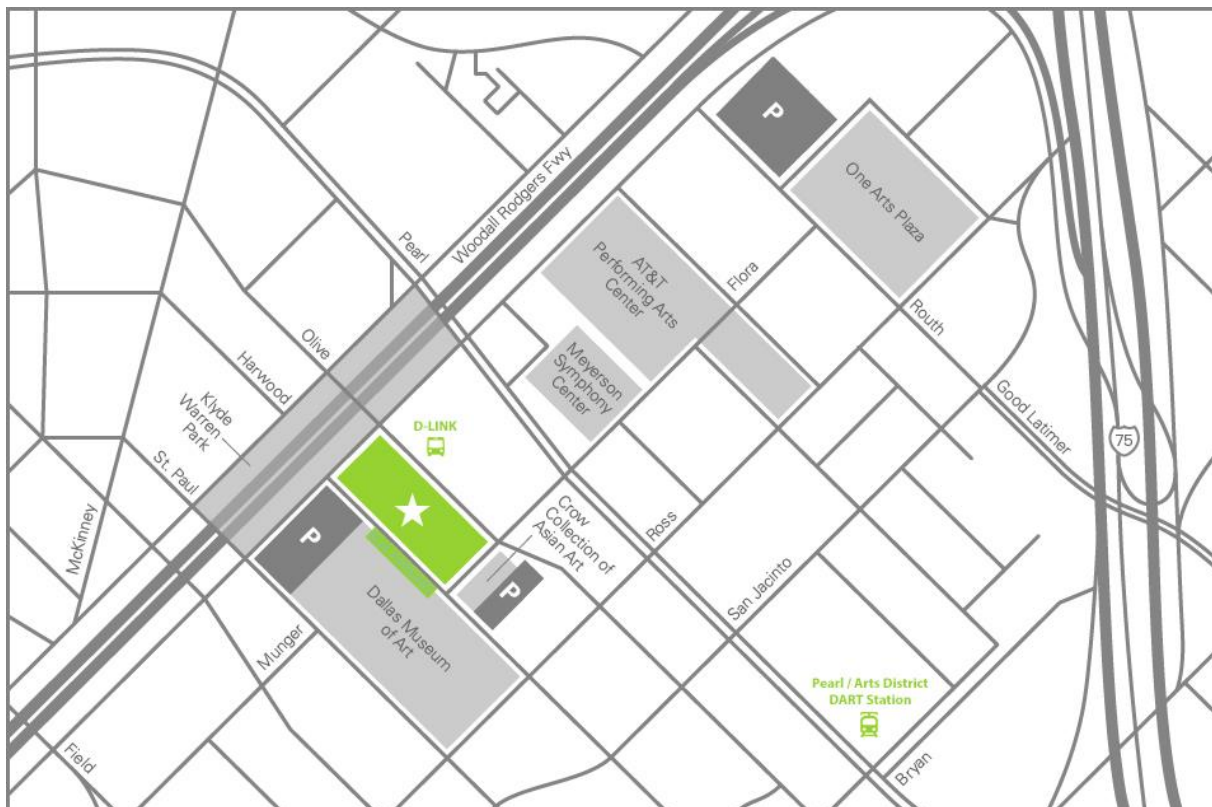 P
One Arts Plaza
Woodall Rodgers Fwy
Pearl
AT&T
Performing Arts
Center
Flora
Routh
Olive
Harwood
Meyerson
Symphony
Center
Klyde
Warren
Park
Good Latimer
75
D-LINK
St. Paul
McKinney
P
Crow
Collection of
Asian Art
Ross
P
San Jacinto
Dallas Museum
of Art
Munger
Pearl / Arts District
DART Station
Field
Bryan